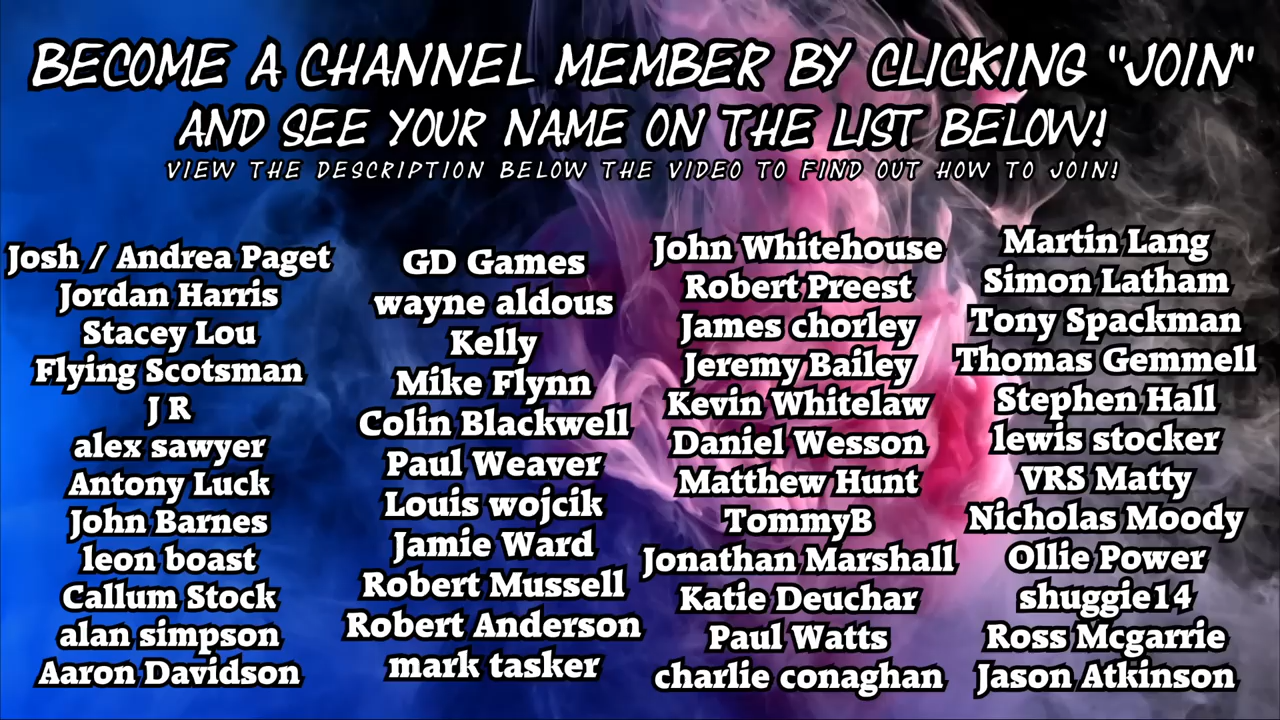 BECOME A CHANNEL MEMBER BY CLICKING "JOIN"
AND SEE YOUR NAME ON THE LIST BELOW!
VIEW THE DESCRIPTION BELOW THE VIDEO TO FIND OUT HOW TO JOIN!
Josh / Andrea Paget
Jordan Harris
Stacey Lou
Flying Scotsman
J R
alex sawyer
Antony Luck
John Barnes
leon boast
Callum Stock
alan simpson
Aaron Davidson
GD Games
wayne aldous
Kelly
Mike Flynn
Colin Blackwell
Paul Weaver
Louis wojcik
Jamie Ward
Robert Mussell
Robert Anderson
mark tasker
John Whitehouse
Robert Preest
James chorley
Jeremy Bailey
Kevin Whitelaw
Daniel Wesson
Matthew Hunt
TommyB
Jonathan Marshall
Katie Deuchar
Paul Watts
charlie conaghan
Martin Lang
Simon Latham
Tony Spackman
Thomas Gemmell
Stephen Hall
lewis stocker
VRS Matty
Nicholas Moody
Ollie Power
shuggie14
Ross Mcgarrie
Jason Atkinson